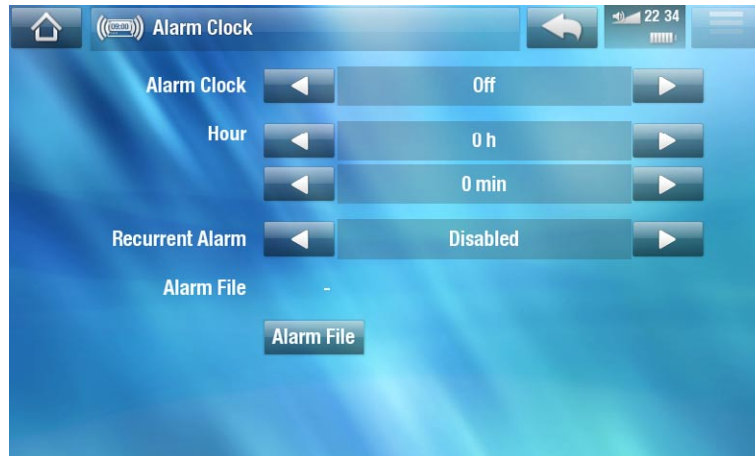 Alarm Clock
22 34
Alarm Clock
Off
Hour
0 h
0 min
Recurrent Alarm
Disabled
Alarm File
-
Alarm File